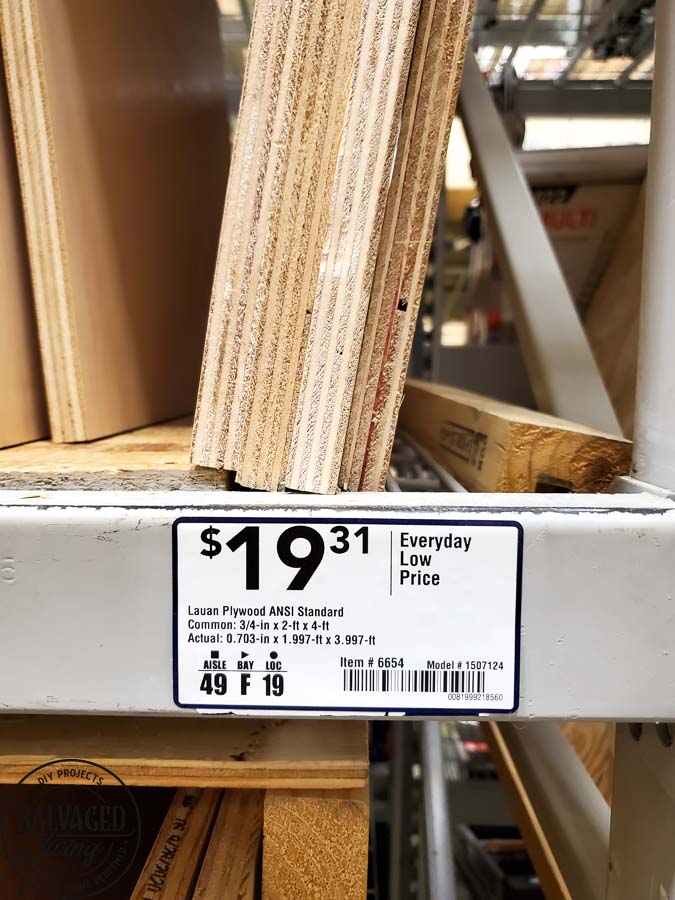 MULTI
$19 31
Everyday
Low
Price
Lauan Plywood ANSI Standard
Common: 3/4-in x 2-ft x 4-ft
Actual: 0.703-in x 1.997-ft x 3.997-ft
AISLE BAY LOC
49 F 19
Item # 6654 Model # 1507124
0081999218560
DIY PROJECTS
SALVAGED
Living